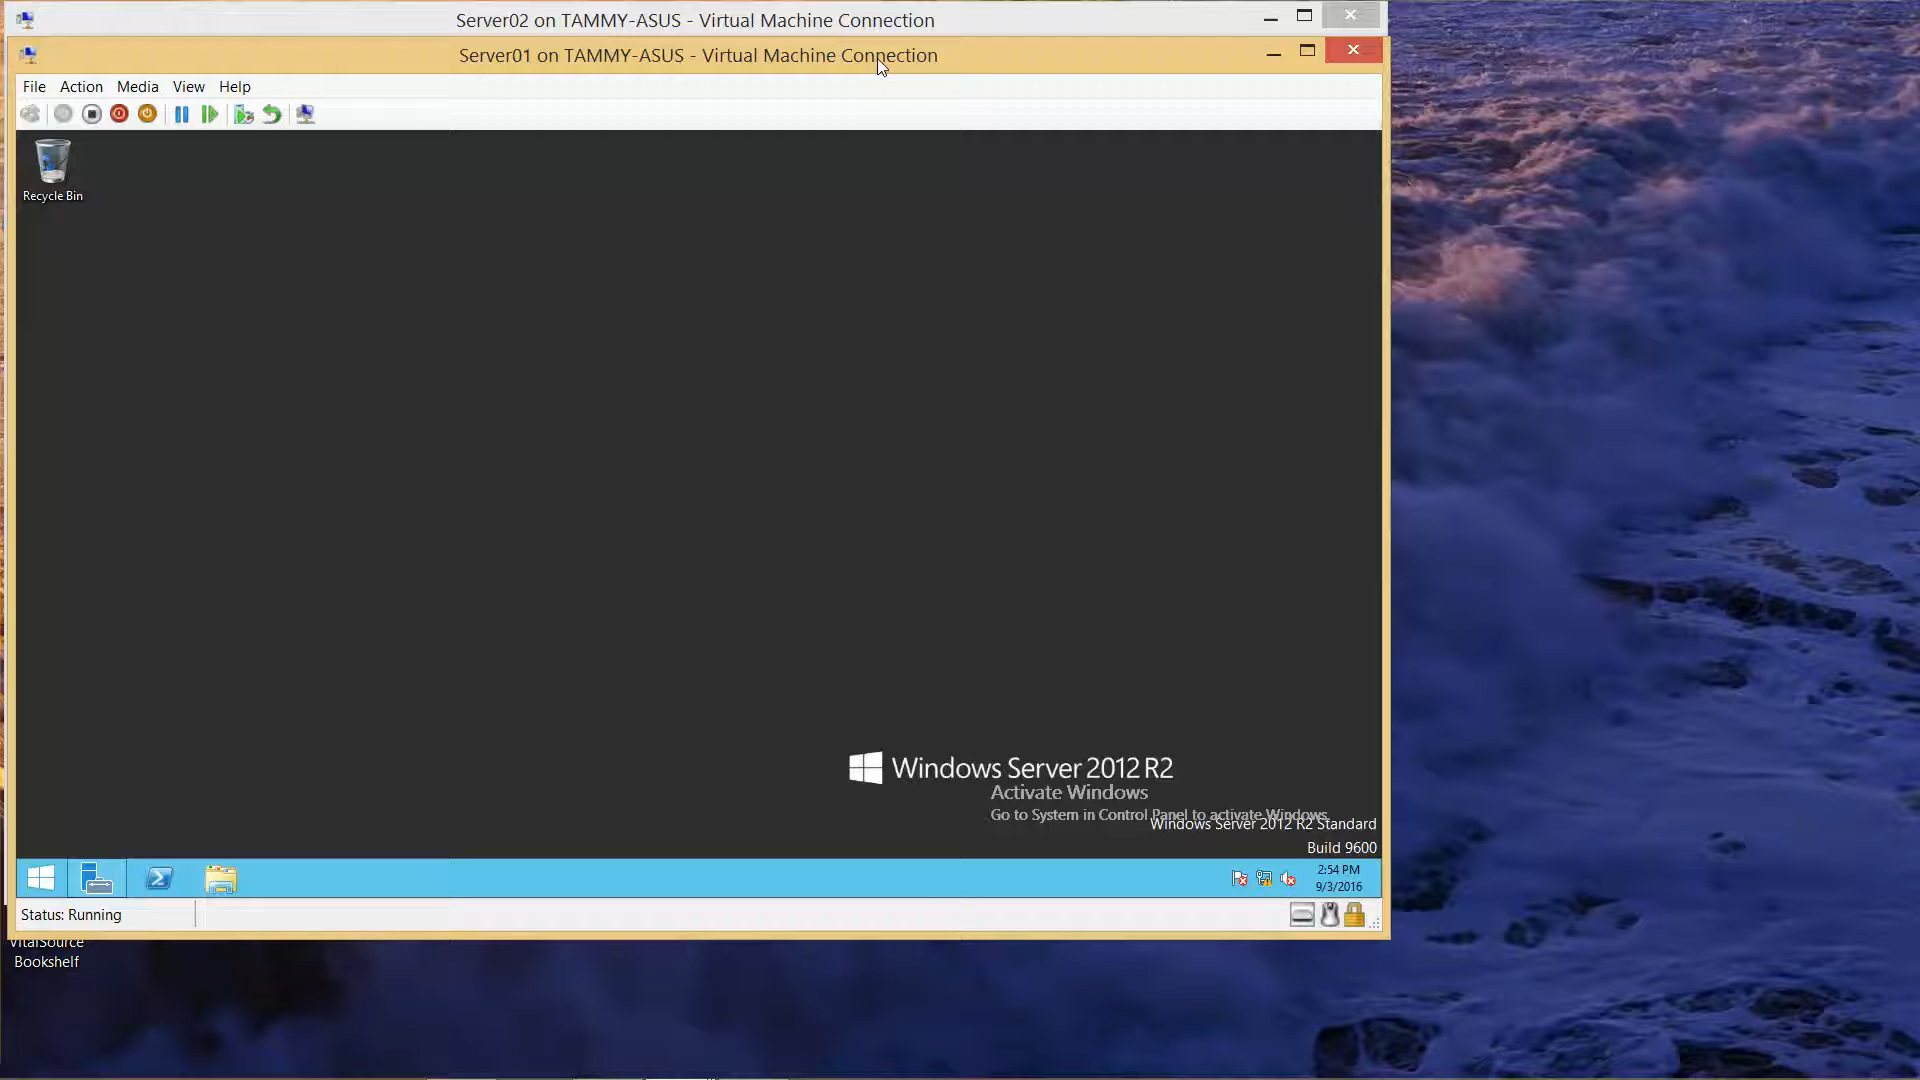 Server02 on TAMMY-ASUS - Virtual Machine Connection
Server01 on TAMMY-ASUS - Virtual Machine Connection
File Action Media View Help
Recycle Bin
Windows Server 2012 R2
Activate Windows
Go to System in Control Panel to activate Windows.
Windows Server 2012 R2 Standard
Build 9600
2:54 PM
9/3/2016
Status: Running
VitalSource
Bookshelf